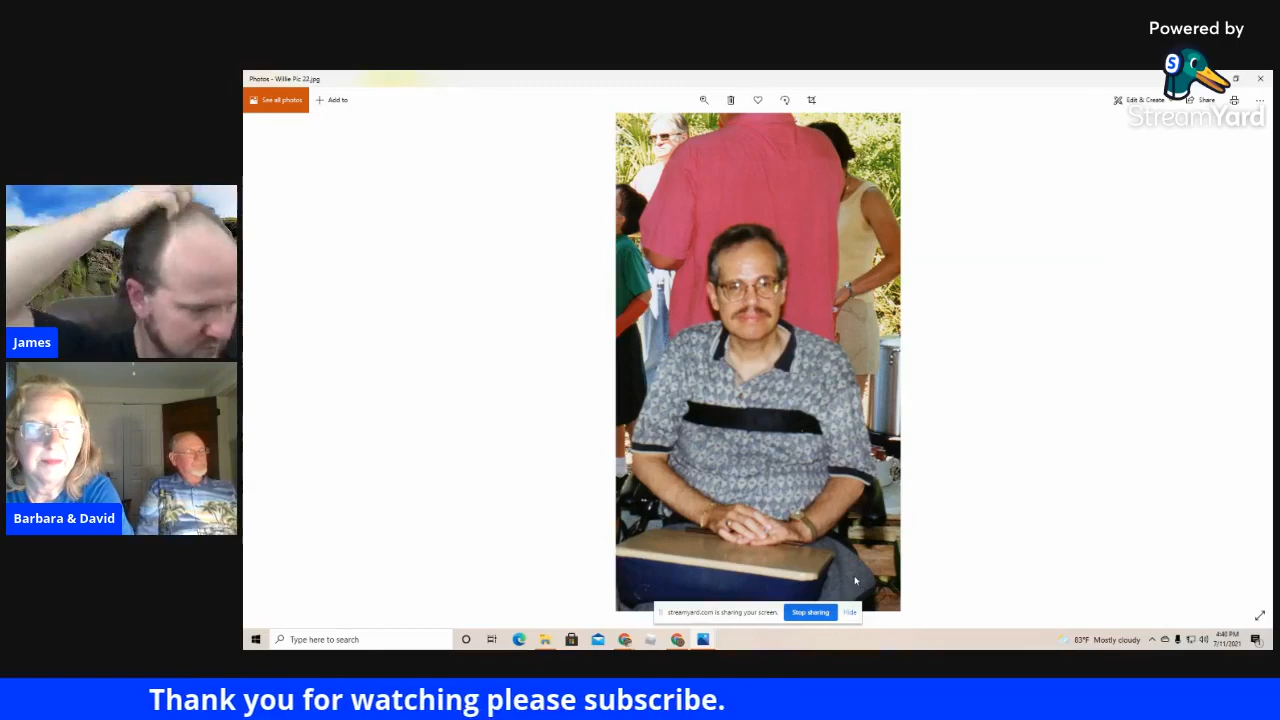 Powered by
StreamYard
Photos - Willie Pic 22.jpg
See all photos
Add to
Edit & Create
Share
James
Barbara & David
streamyard.com is sharing your screen.
Stop sharing
Hide
Type here to search
83°F Mostly cloudy
4:40 PM
7/11/2021
Thank you for watching please subscribe.